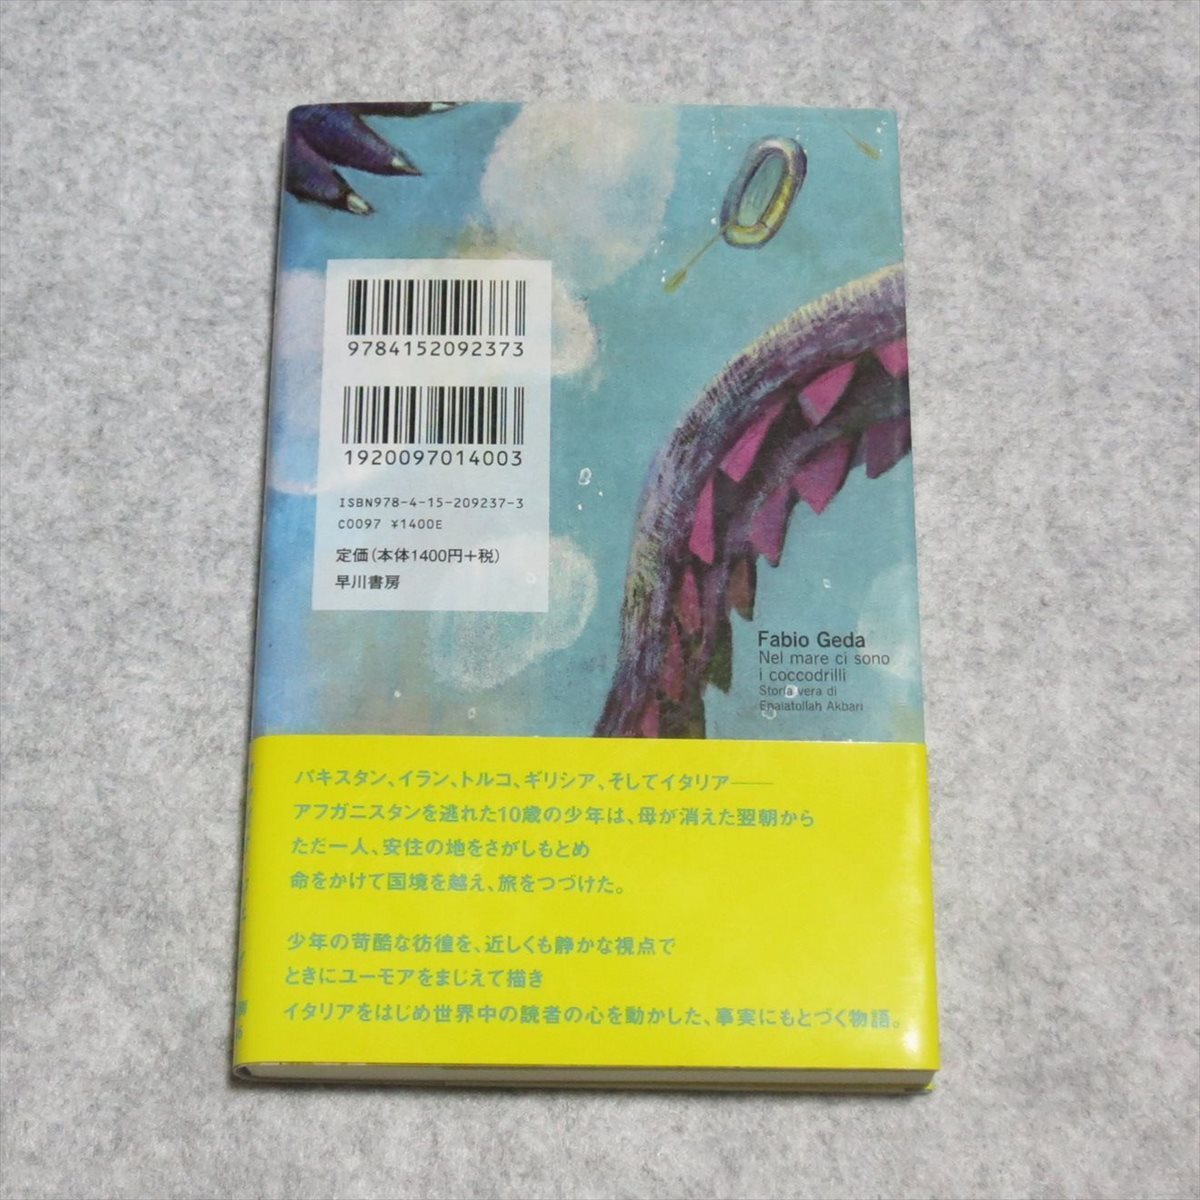 9784152092373
1920097014003
ISBN978-4-15-209237-3
C0097 ¥1400E
定価(本体1400円+税)
早川書房
Fabio Geda
Nel mare ci sono
i coccodrilli
Storia vera di
Enaiatollah Akbari
パキスタン、イラン、トルコ、ギリシア、そしてイタリア——
アフガニスタンを逃れた10歳の少年は、母が消えた翌朝から
ただ一人、安住の地をさがしもとめ
命をかけて国境を越え、旅をつづけた。
少年の苛酷な彷徨を、近しくも静かな視点で
ときにユーモアをまじえて描き
イタリアをはじめ世界中の読者の心を動かした、事実にもとづく物語。